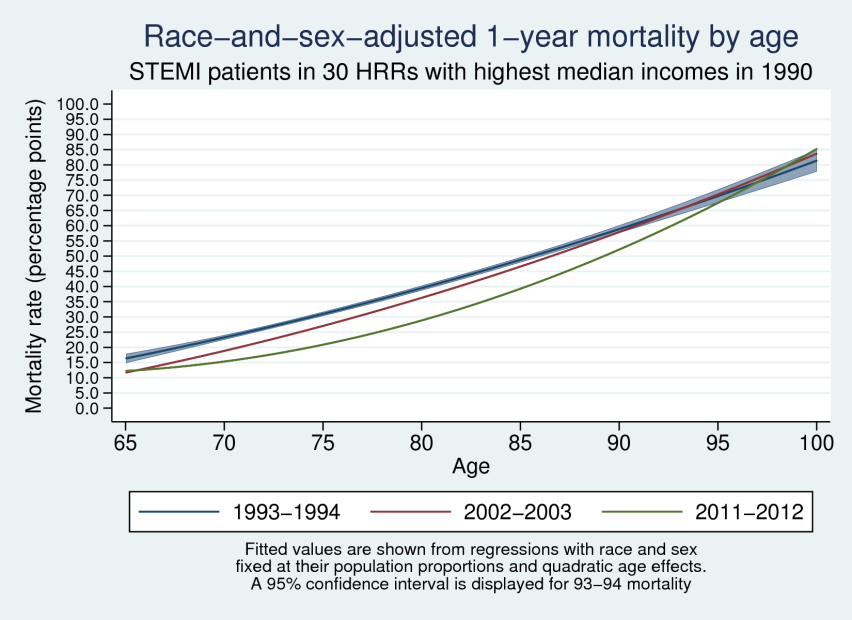 Race−and−sex−adjusted 1−year mortality by age
STEMI patients in 30 HRRs with highest median incomes in 1990
Mortality rate (percentage points)
100.0
95.0
90.0
85.0
80.0
75.0
70.0
65.0
60.0
55.0
50.0
45.0
40.0
35.0
30.0
25.0
20.0
15.0
10.0
5.0
0.0
65 70 75 80 85 90 95 100
Age
1993−1994 2002−2003 2011−2012
Fitted values are shown from regressions with race and sex
fixed at their population proportions and quadratic age effects.
A 95% confidence interval is displayed for 93−94 mortality